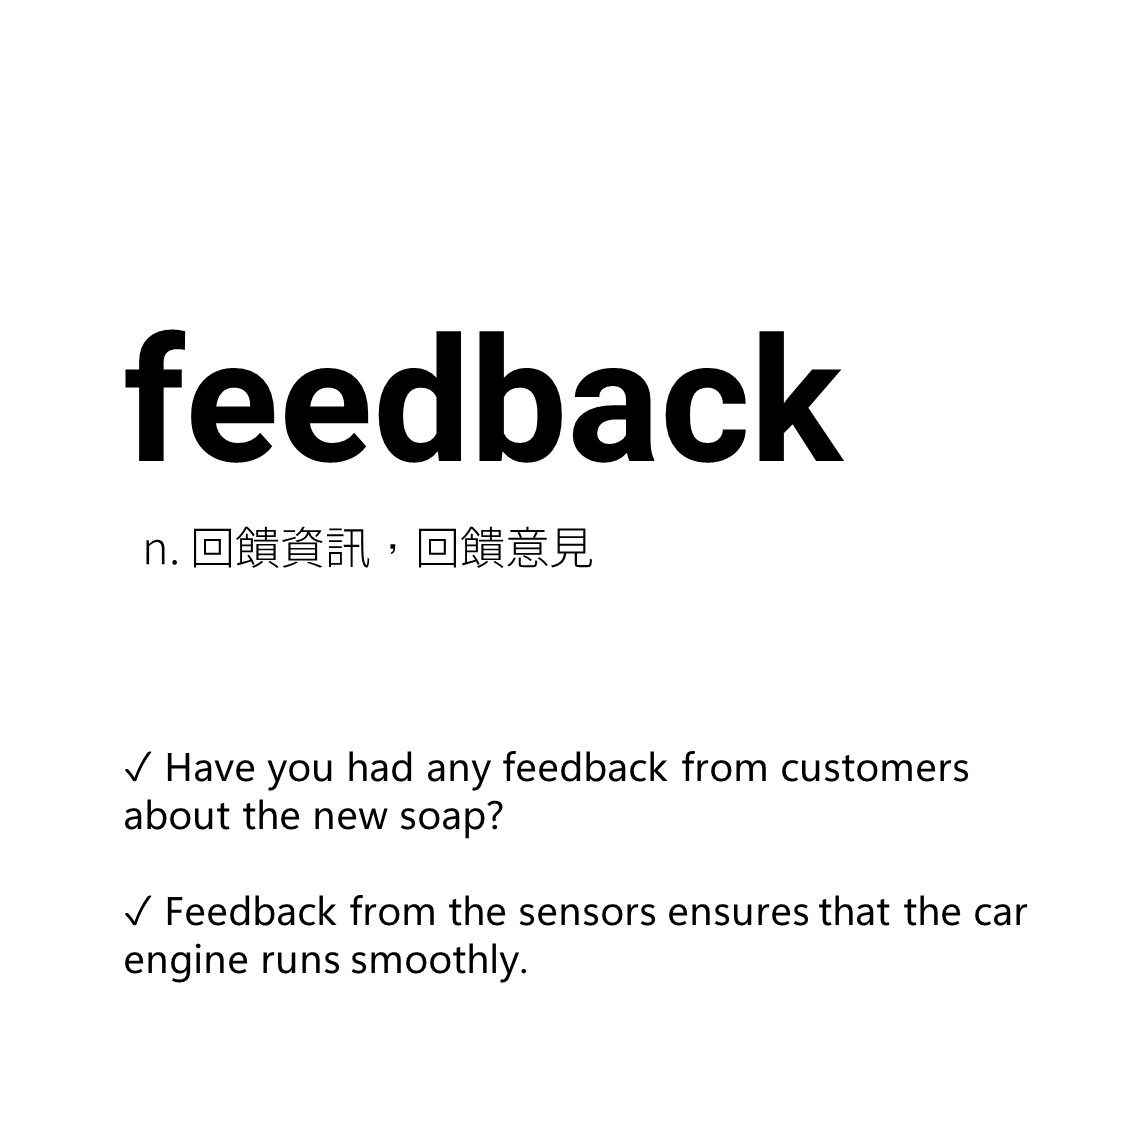 feedback
n. 回饋資訊，回饋意見
✓ Have you had any feedback from customers
about the new soap?
✓ Feedback from the sensors ensures that the car
engine runs smoothly.